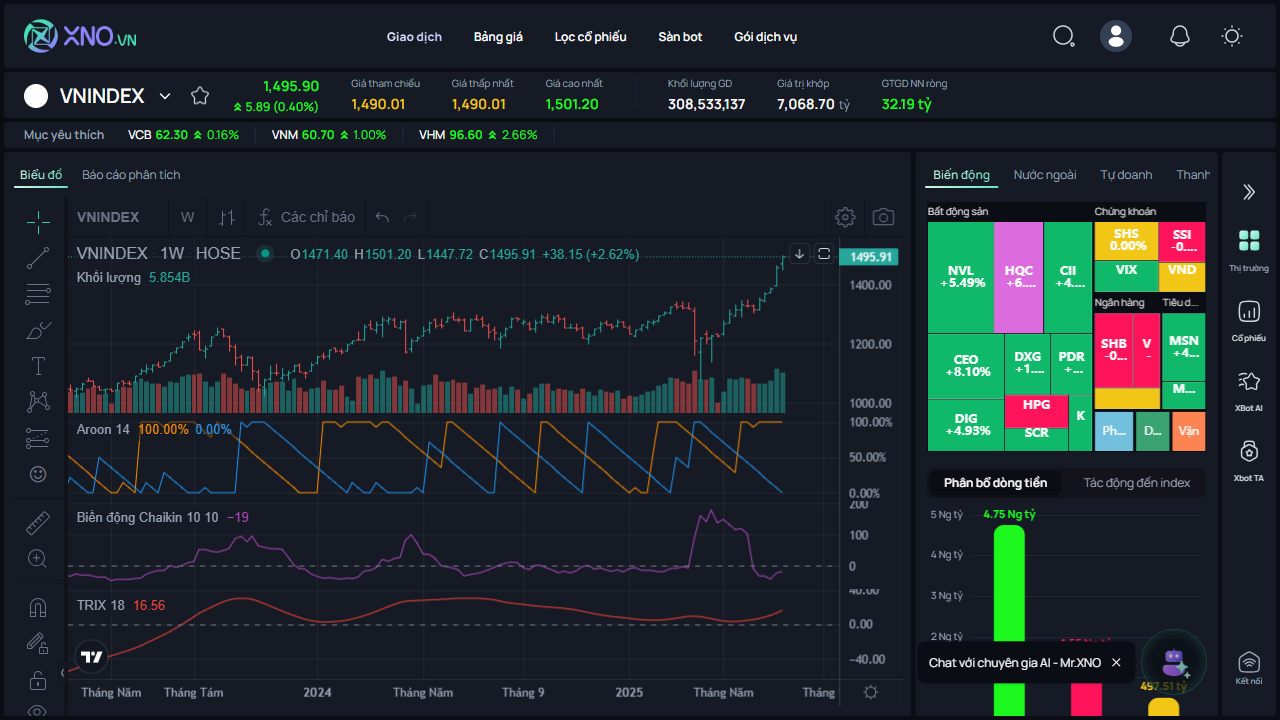 XNO.VN
Giao dịch Bảng giá Lọc cổ phiếu Sàn bot Gói dịch vụ
VNINDEX
1,495.90
5.89 (0.40%)
Giá tham chiếu
1,490.01
Giá thấp nhất
1,490.01
Giá cao nhất
1,501.20
Khối lượng GD
308,533,137
Giá trị khớp
7,068.70 tỷ
GTGD NN ròng
32.19 tỷ
Mục yêu thích VCB 62.30 0.16% VNM 60.70 1.00% VHM 96.60 2.66%
Biểu đồ Báo cáo phân tích
VNINDEX W Các chỉ báo
VNINDEX 1W HOSE O1471.40 H1501.20 L1447.72 C1495.91 +38.15 (+2.62%)
Khối lượng 5.854B
1495.91
1400.00
1200.00
1000.00
Aroon 14 100.00% 0.00%
100.00%
50.00%
0.00%
Biến động Chaikin 10 10 −19
200
100
0
TRIX 18 16.56
40.00
0.00
−40.00
Tháng Năm Tháng Tám 2024 Tháng Năm Tháng 9 2025 Tháng Năm Tháng
Biến động Nước ngoài Tự doanh Thanh
Bất động sản
NVL
+5.49%
HQC
+6....
CII
+4....
CEO
+8.10%
DXG
+1....
PDR
+...
DIG
+4.93%
HPG
SCR
K
Chứng khoán
SHS
0.00%
SSI
-0....
VIX
VND
Ngân hàng
SHB
-0...
V
-
Tiêu d...
MSN
+4...
M...
Ph...
D...
Vận
Phân bổ dòng tiền Tác động đến index
5 Ng tỷ
4.75 Ng tỷ
4 Ng tỷ
3 Ng tỷ
2 Ng tỷ
497.51 tỷ
Chat với chuyên gia AI - Mr.XNO
Thị trường
Cổ phiếu
XBot AI
Xbot TA
Kết nối